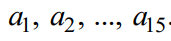 a₁, a₂, ..., a₁₅.